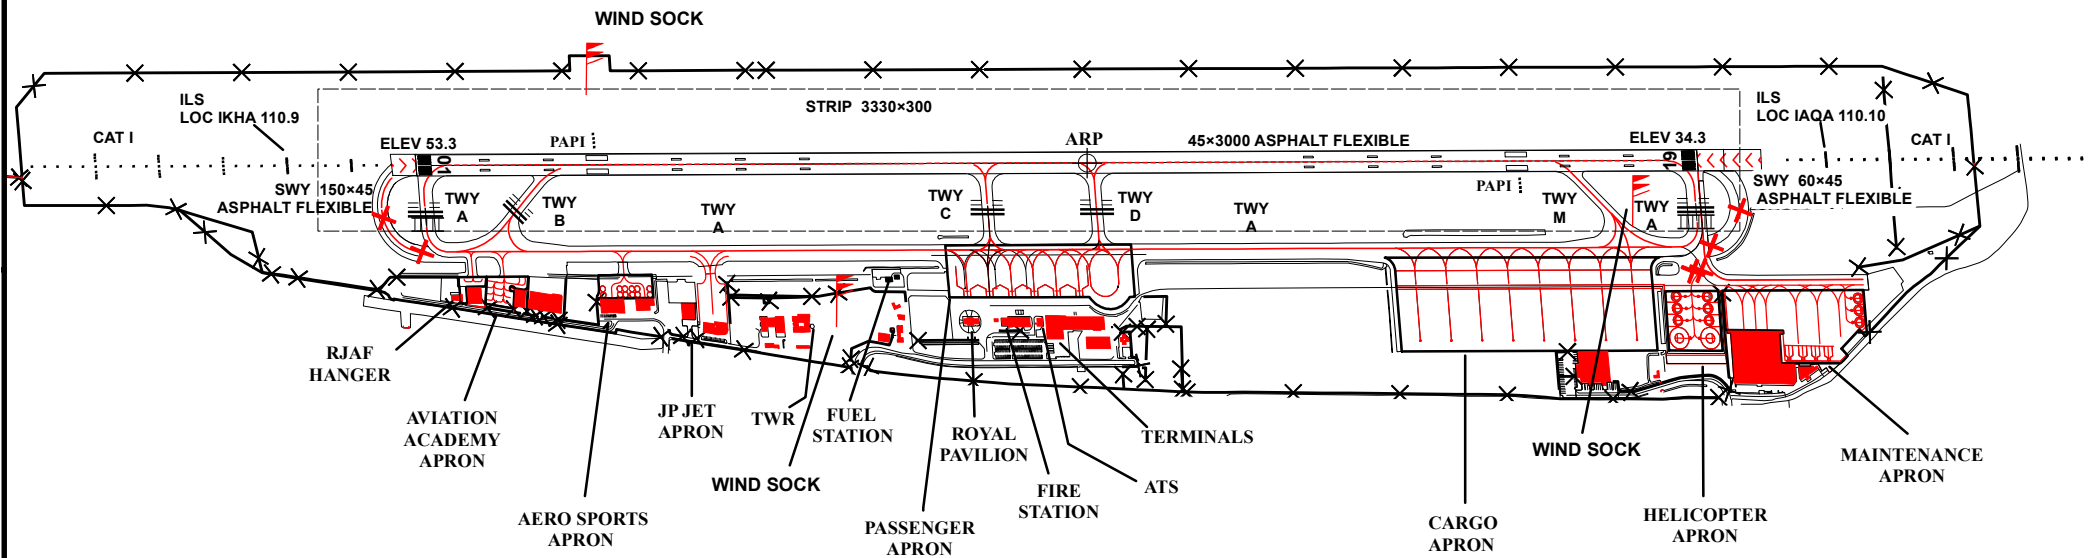 WIND SOCK
ILS
LOC IKHA 110.9
CAT I
STRIP 3330×300
ILS
LOC IAQA 110.10
CAT I
ELEV 53.3
PAPI
ARP
45×3000 ASPHALT FLEXIBLE
ELEV 34.3
01
19
SWY 150×45
ASPHALT FLEXIBLE
PAPI
SWY 60×45
ASPHALT FLEXIBLE
TWY
A
TWY
B
TWY
A
TWY
C
TWY
D
TWY
A
TWY
M
TWY
A
RJAF
HANGER
AVIATION
ACADEMY
APRON
AERO SPORTS
APRON
JP JET
APRON
TWR
WIND SOCK
FUEL
STATION
PASSENGER
APRON
ROYAL
PAVILION
FIRE
STATION
ATS
TERMINALS
CARGO
APRON
WIND SOCK
HELICOPTER
APRON
MAINTENANCE
APRON